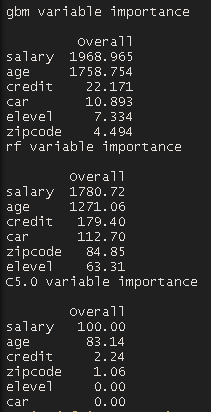 gbm variable importance
Overall
salary 1968.965
age 1758.754
credit 22.171
car 10.893
elevel 7.334
zipcode 4.494
rf variable importance
Overall
salary 1780.72
age 1271.06
credit 179.40
car 112.70
zipcode 84.85
elevel 63.31
C5.0 variable importance
Overall
salary 100.00
age 83.14
credit 2.24
zipcode 1.06
elevel 0.00
car 0.00